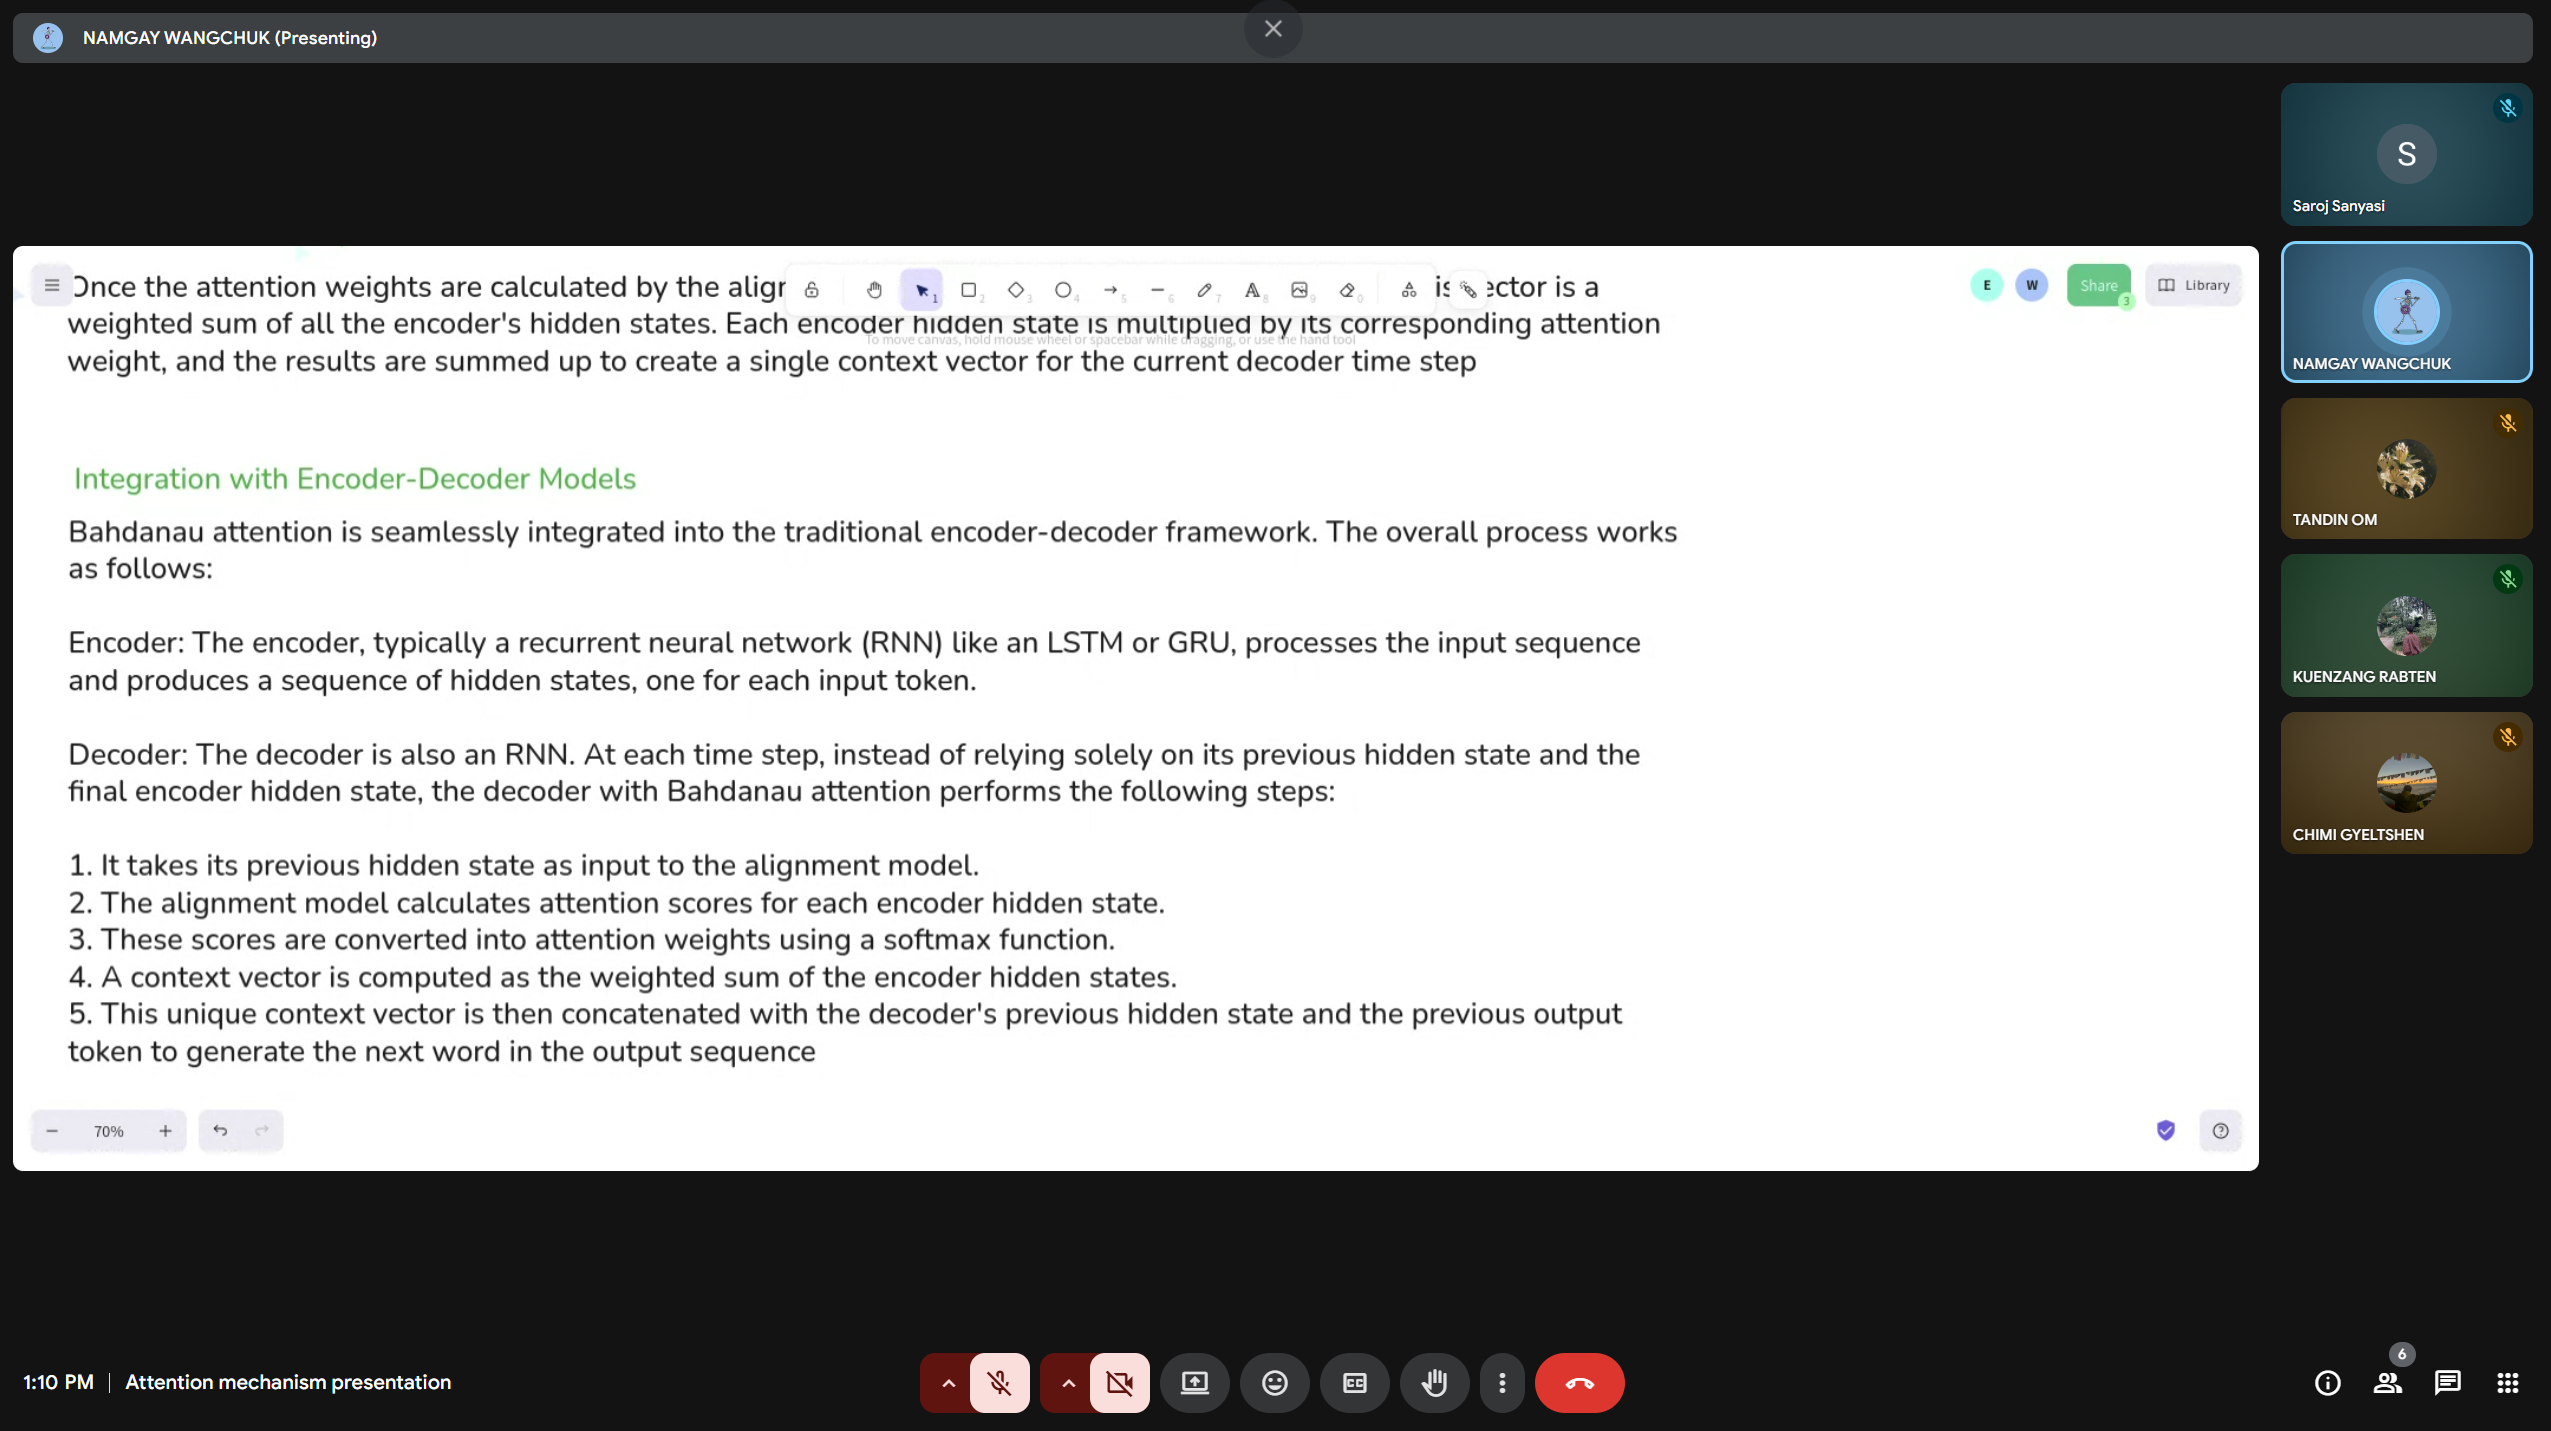 NAMGAY WANGCHUK (Presenting)
Once the attention weights are calculated by the is vector is a
weighted sum of all the encoder's hidden states. Each encoder hidden state is multiplied by its corresponding attention
To move canvas, hold mouse wheel or spacebar while dragging, or use the hand tool
weight, and the results are summed up to create a single context vector for the current decoder time step
1 2 3 4 5 6 7 8 9 0
E W Share 3 Library
Integration with Encoder-Decoder Models
Bahdanau attention is seamlessly integrated into the traditional encoder-decoder framework. The overall process works
as follows:
Encoder: The encoder, typically a recurrent neural network (RNN) like an LSTM or GRU, processes the input sequence
and produces a sequence of hidden states, one for each input token.
Decoder: The decoder is also an RNN. At each time step, instead of relying solely on its previous hidden state and the
final encoder hidden state, the decoder with Bahdanau attention performs the following steps:
1. It takes its previous hidden state as input to the alignment model.
2. The alignment model calculates attention scores for each encoder hidden state.
3. These scores are converted into attention weights using a softmax function.
4. A context vector is computed as the weighted sum of the encoder hidden states.
5. This unique context vector is then concatenated with the decoder's previous hidden state and the previous output
token to generate the next word in the output sequence
70%
S
Saroj Sanyasi
NAMGAY WANGCHUK
TANDIN OM
KUENZANG RABTEN
CHIMI GYELTSHEN
1:10 PM | Attention mechanism presentation
CC
6